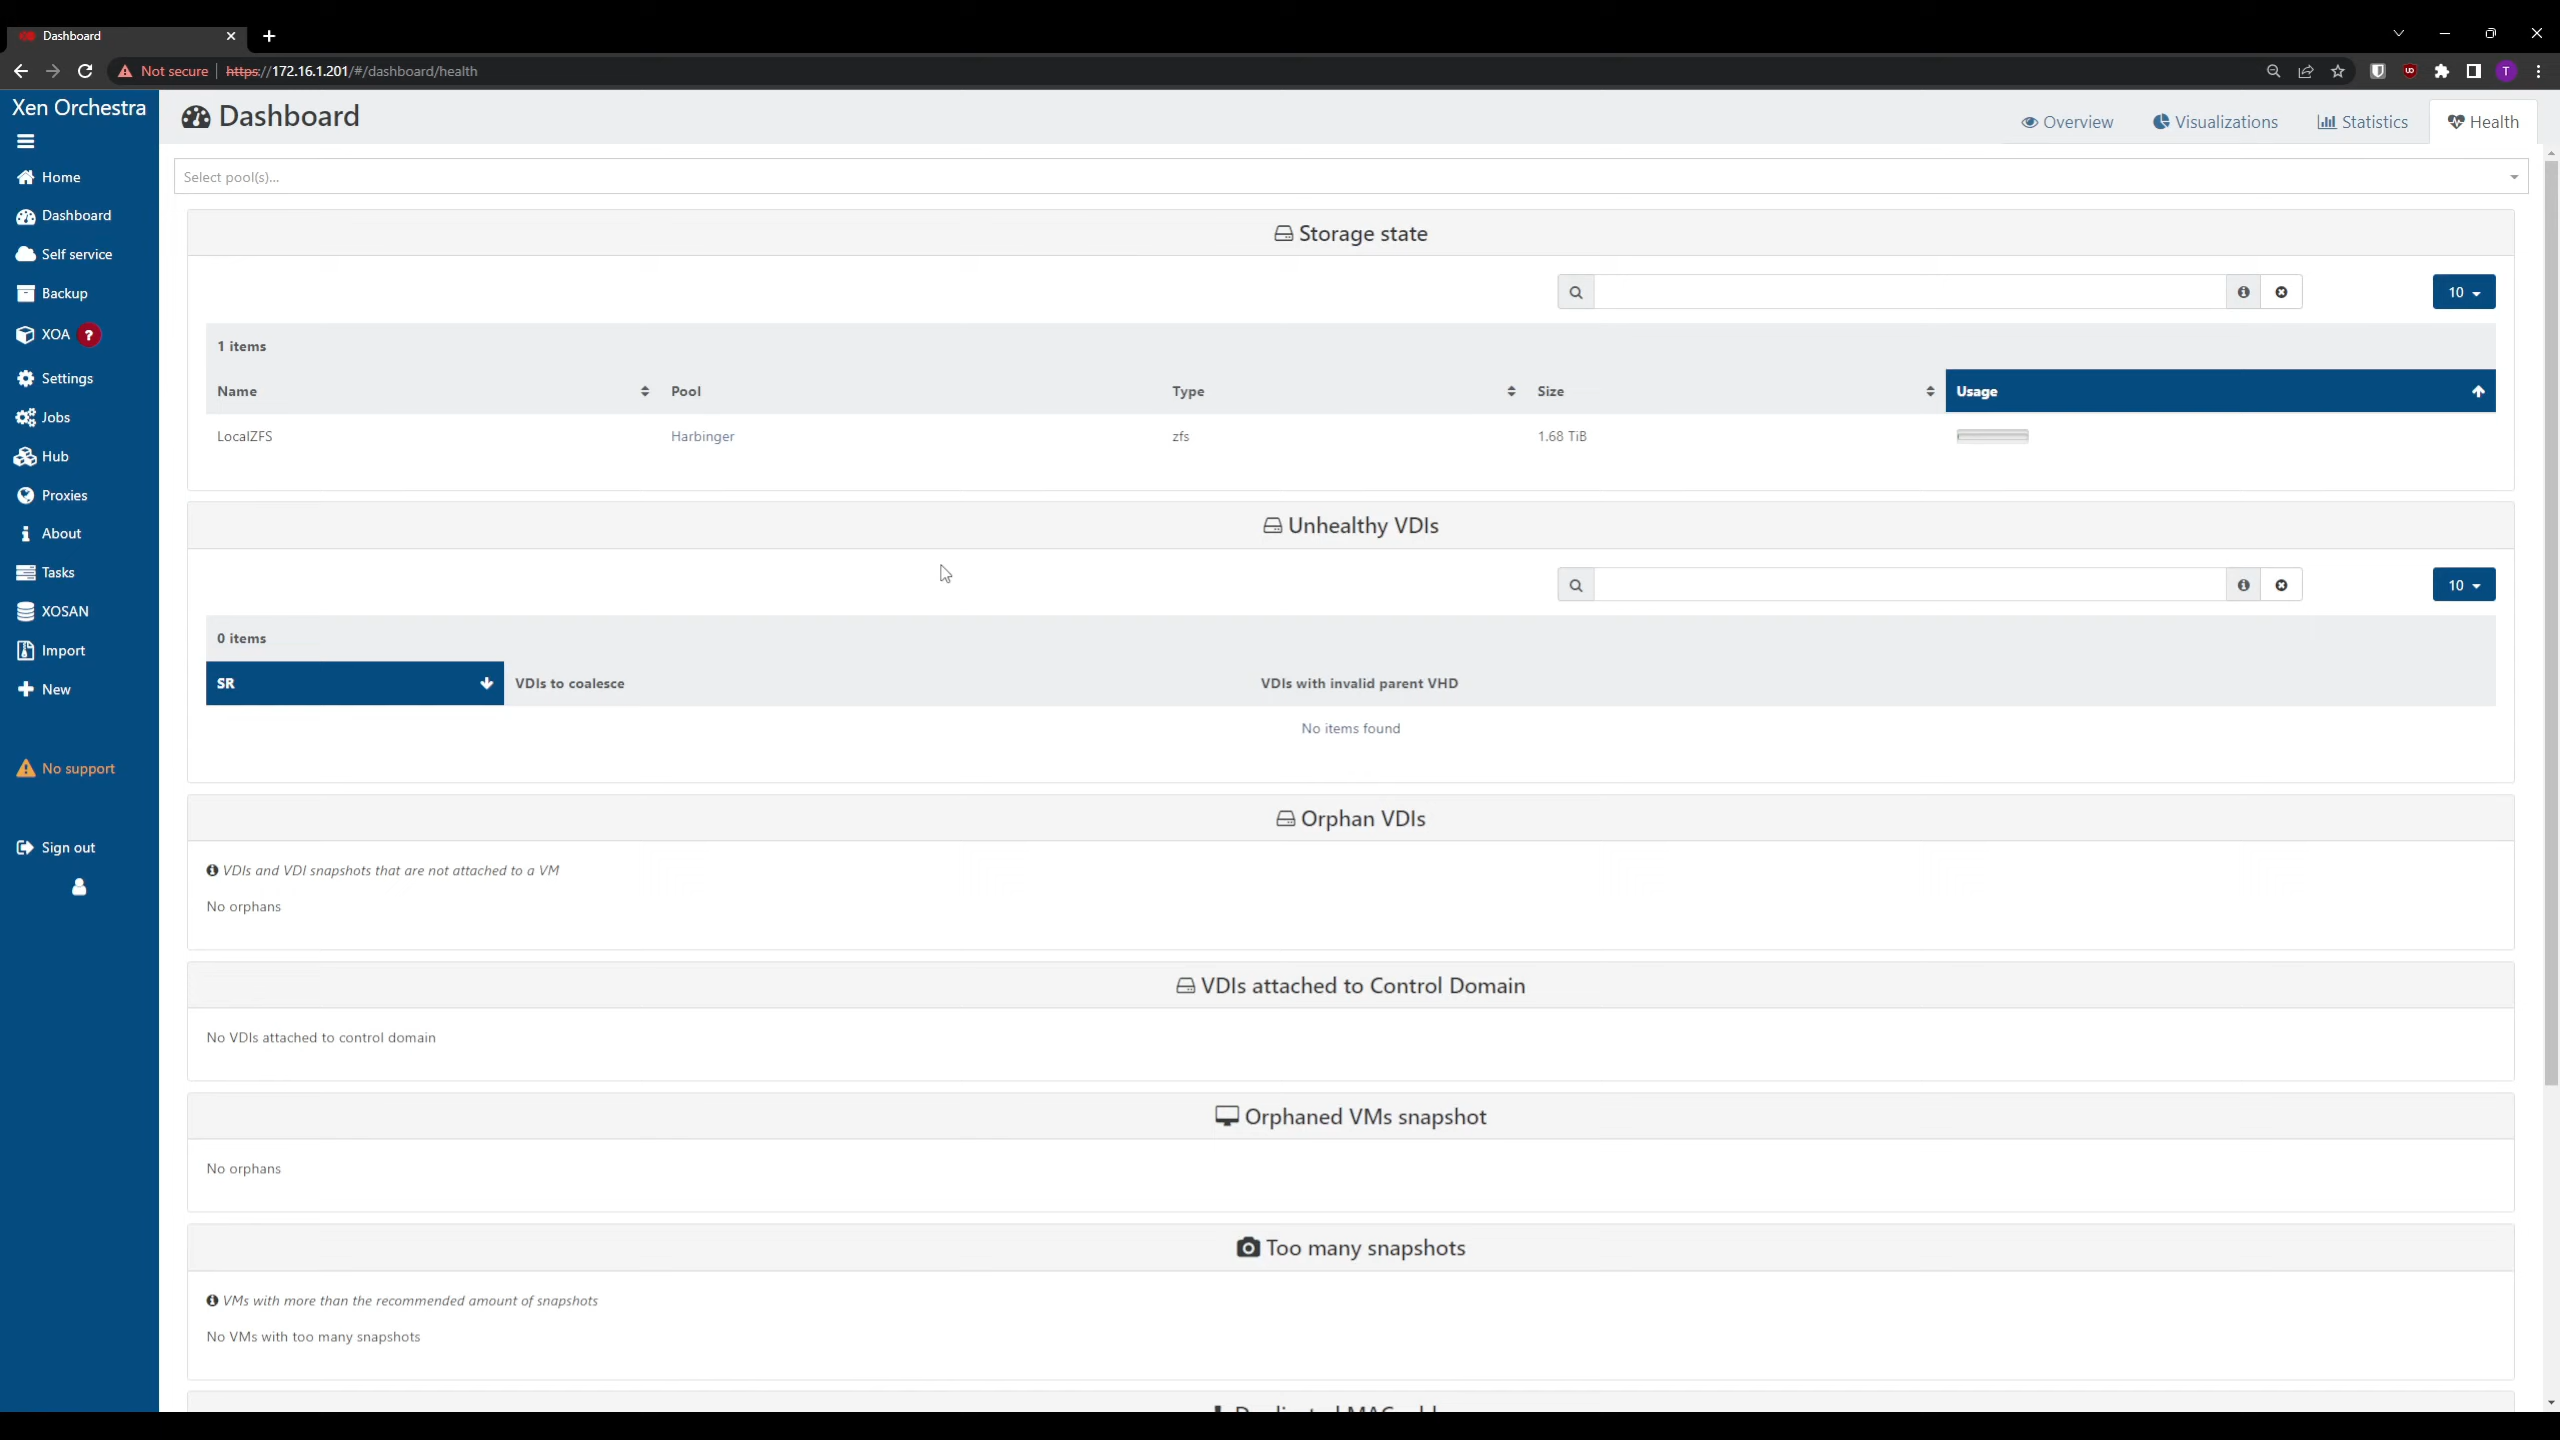 Dashboard
Not secure | https://172.16.1.201/#/dashboard/health
T
Xen Orchestra
Home
Dashboard
Self service
Backup
XOA ?
Settings
Jobs
Hub
Proxies
About
Tasks
XOSAN
Import
New
No support
Sign out
Dashboard
Overview
Visualizations
Statistics
Health
Select pool(s)...
Storage state
10
1 items
Name Pool Type Size Usage
LocalZFS Harbinger zfs 1.68 TiB
Unhealthy VDIs
10
0 items
SR VDIs to coalesce VDIs with invalid parent VHD
No items found
Orphan VDIs
VDIs and VDI snapshots that are not attached to a VM
No orphans
VDIs attached to Control Domain
No VDIs attached to control domain
Orphaned VMs snapshot
No orphans
Too many snapshots
VMs with more than the recommended amount of snapshots
No VMs with too many snapshots